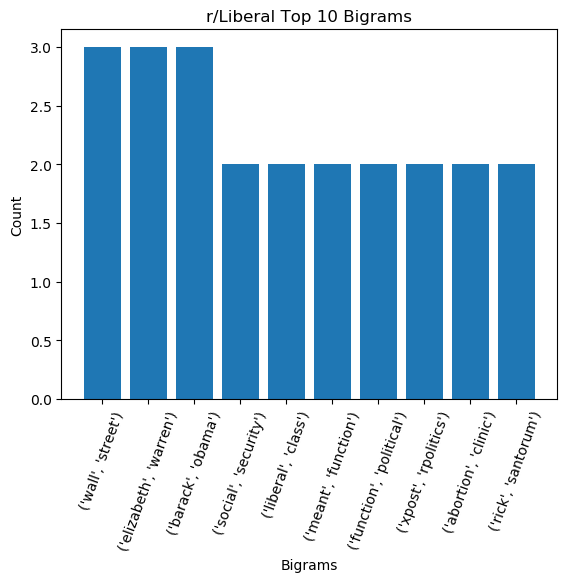 r/Liberal Top 10 Bigrams
3.0
2.5
2.0
1.5
1.0
0.5
0.0
Count
('wall', 'street')
('elizabeth', 'warren')
('barack', 'obama')
('social', 'security')
('liberal', 'class')
('meant', 'function')
('function', 'political')
('xpost', 'rpolitics')
('abortion', 'clinic')
('rick', 'santorum')
Bigrams